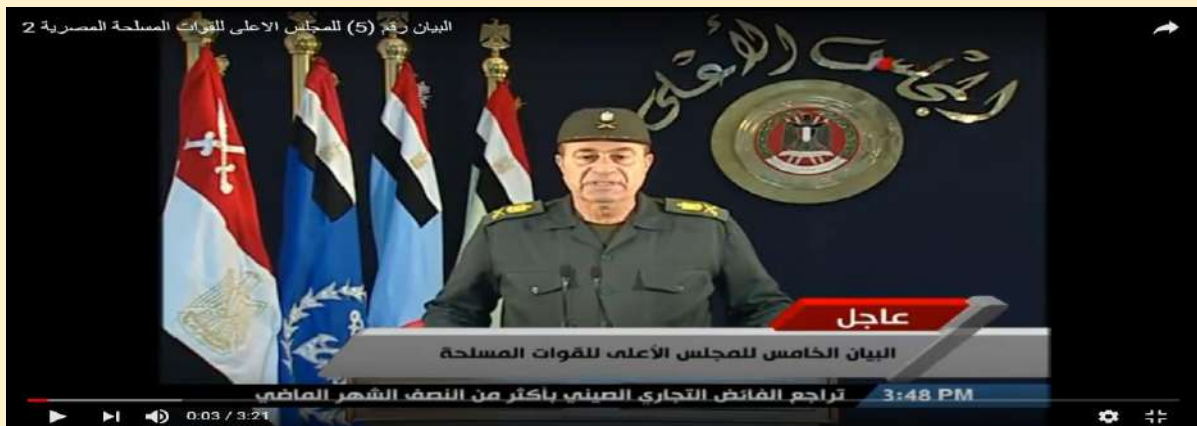 البيان رقم (5) للمجلس الاعلى للقوات المسلحة المصرية 2
المجلس الأعلى
عاجل
البيان الخامس للمجلس الأعلى للقوات المسلحة
3:48 PM تراجع الفائض التجاري الصيني بأكثر من النصف الشهر الماضي
0:03 / 3:21